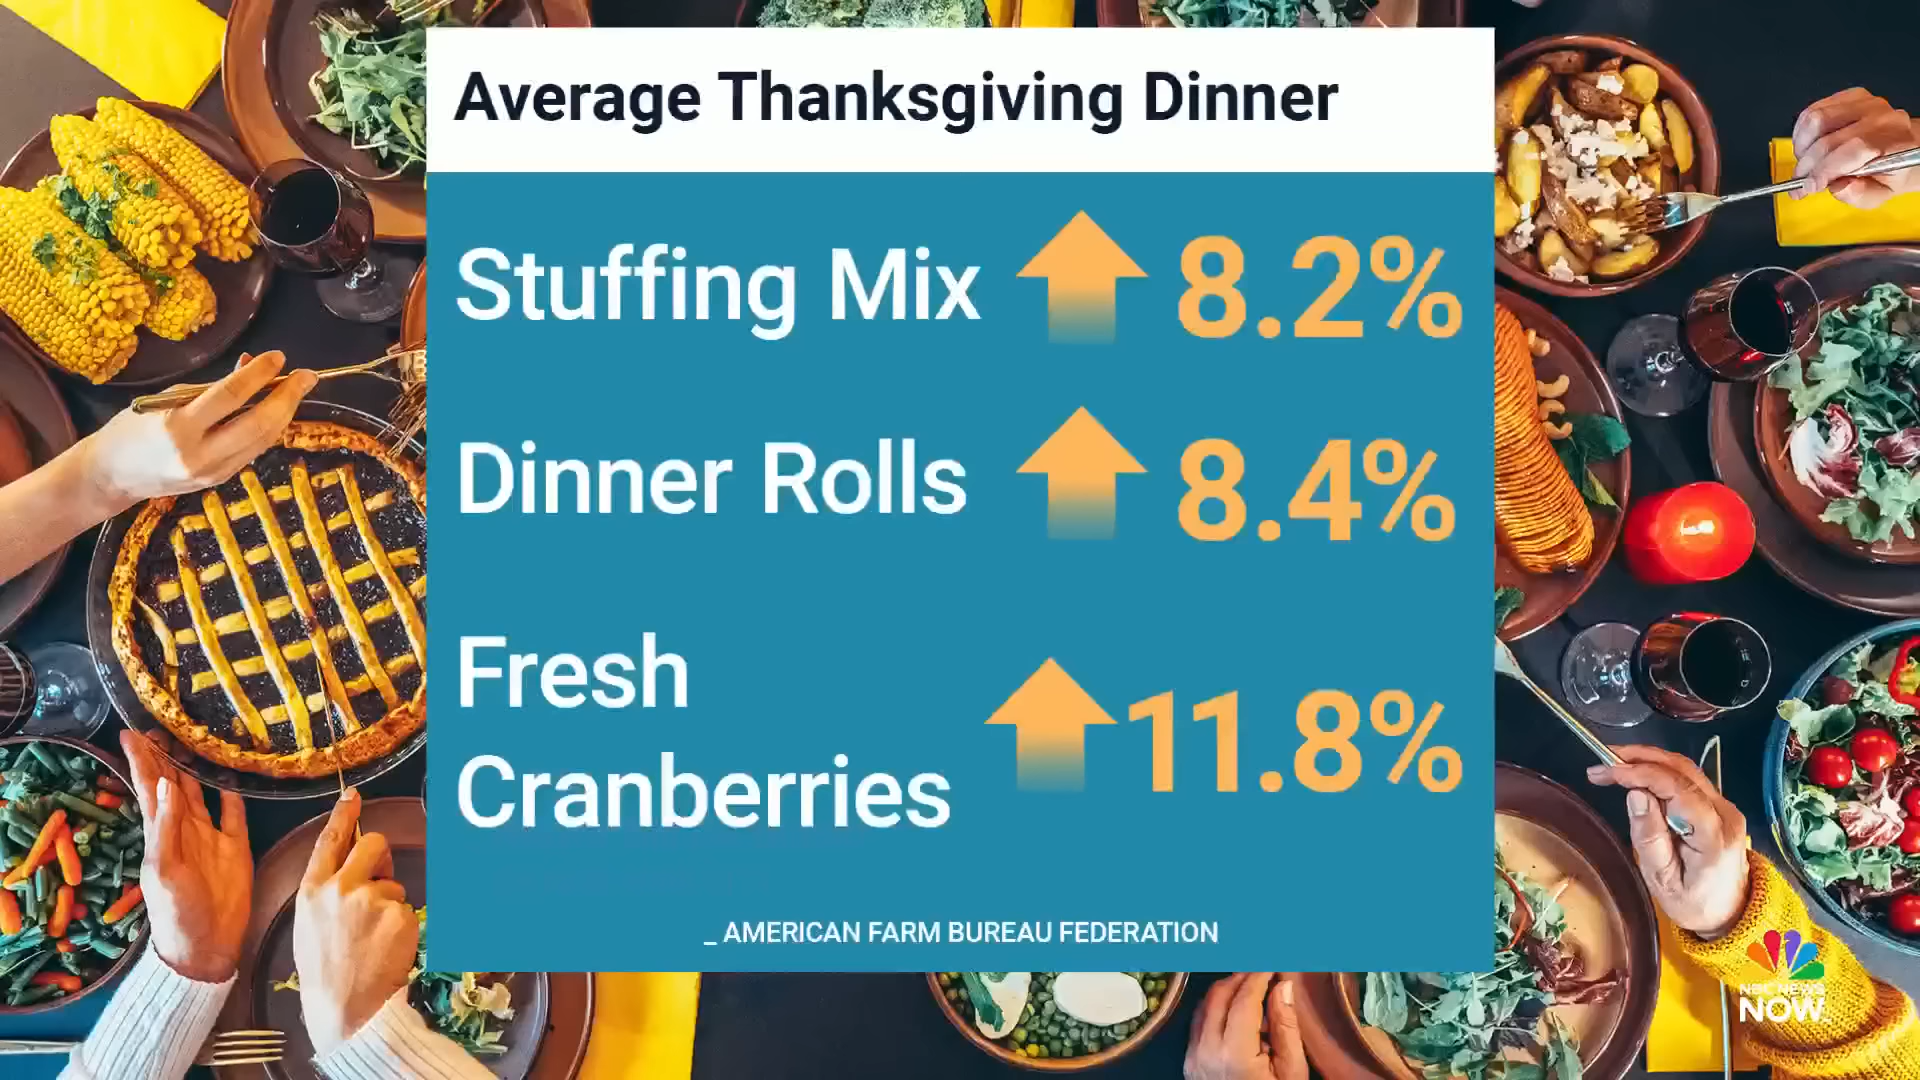 Average Thanksgiving Dinner
Stuffing Mix 8.2%
Dinner Rolls 8.4%
Fresh
Cranberries 11.8%
_ AMERICAN FARM BUREAU FEDERATION
NBC NEWS
NOW